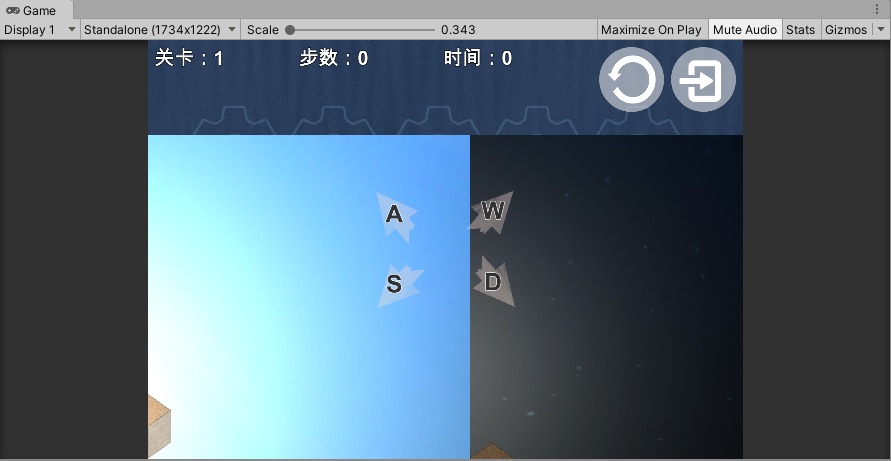 Game
Display 1 Standalone (1734x1222) Scale 0.343 Maximize On Play Mute Audio Stats Gizmos
关卡：1 步数：0 时间：0
A W
S D